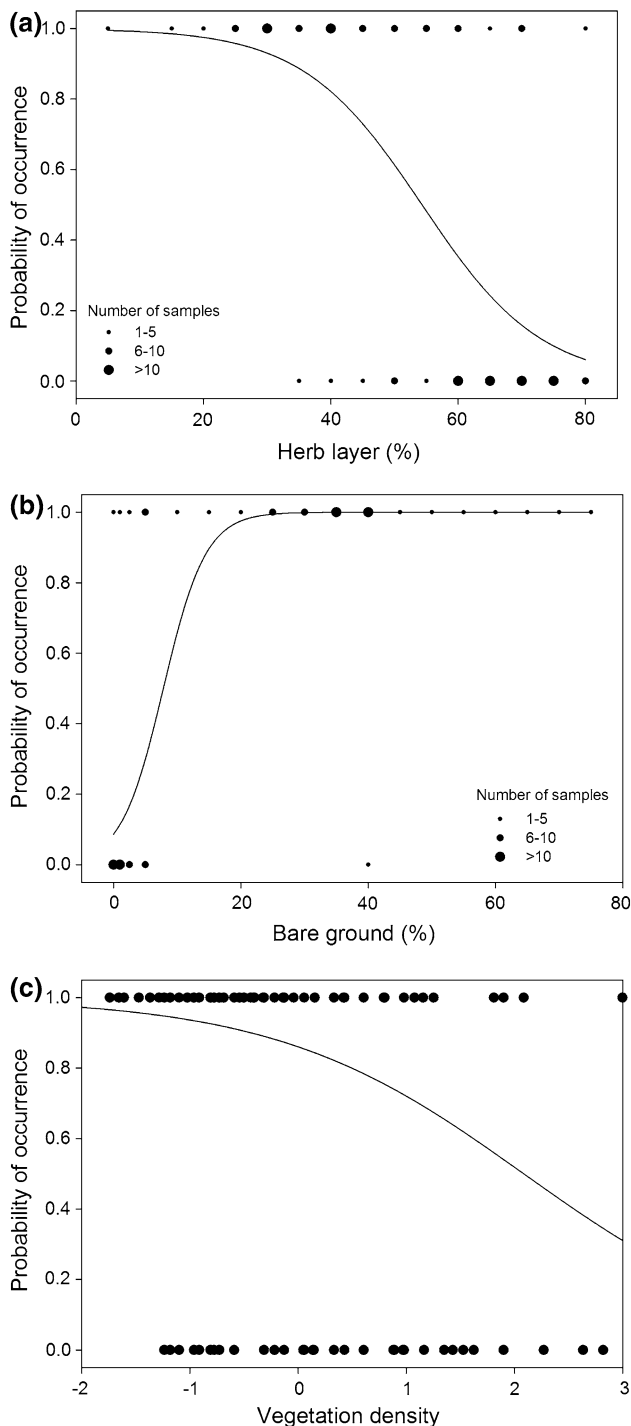 (a)
1.0
0.8
0.6
0.4
0.2
0.0
Probability of occurrence
Number of samples
1-5
6-10
>10
0 20 40 60 80
Herb layer (%)
(b)
1.0
0.8
0.6
0.4
0.2
0.0
Probability of occurrence
Number of samples
1-5
6-10
>10
0 20 40 60 80
Bare ground (%)
(c)
1.0
0.8
0.6
0.4
0.2
0.0
Probability of occurrence
-2 -1 0 1 2 3
Vegetation density